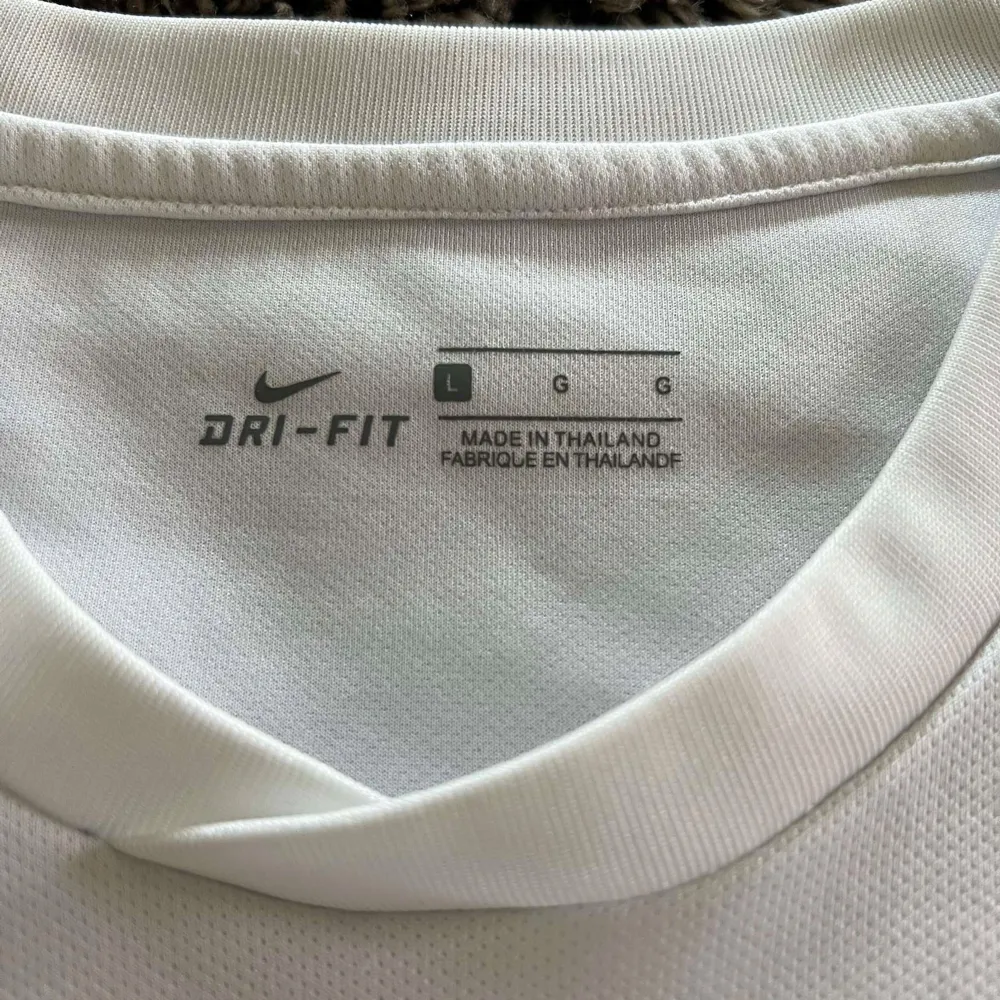 DRI-FIT
L G G
MADE IN THAILAND
FABRIQUE EN THAILANDF